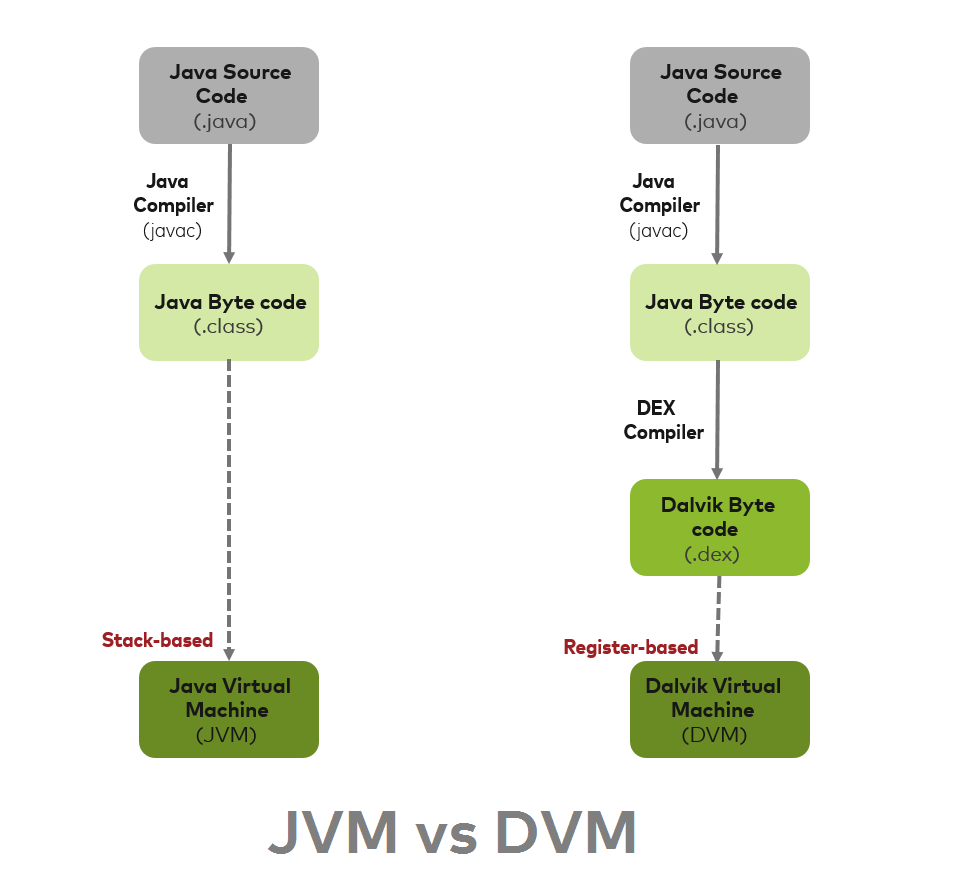 Java Source
Code
(.java)
Java
Compiler
(javac)
Java Byte code
(.class)
Stack-based
Java Virtual
Machine
(JVM)
Java Source
Code
(.java)
Java
Compiler
(javac)
Java Byte code
(.class)
DEX
Compiler
Dalvik Byte
code
(.dex)
Register-based
Dalvik Virtual
Machine
(DVM)
JVM vs DVM